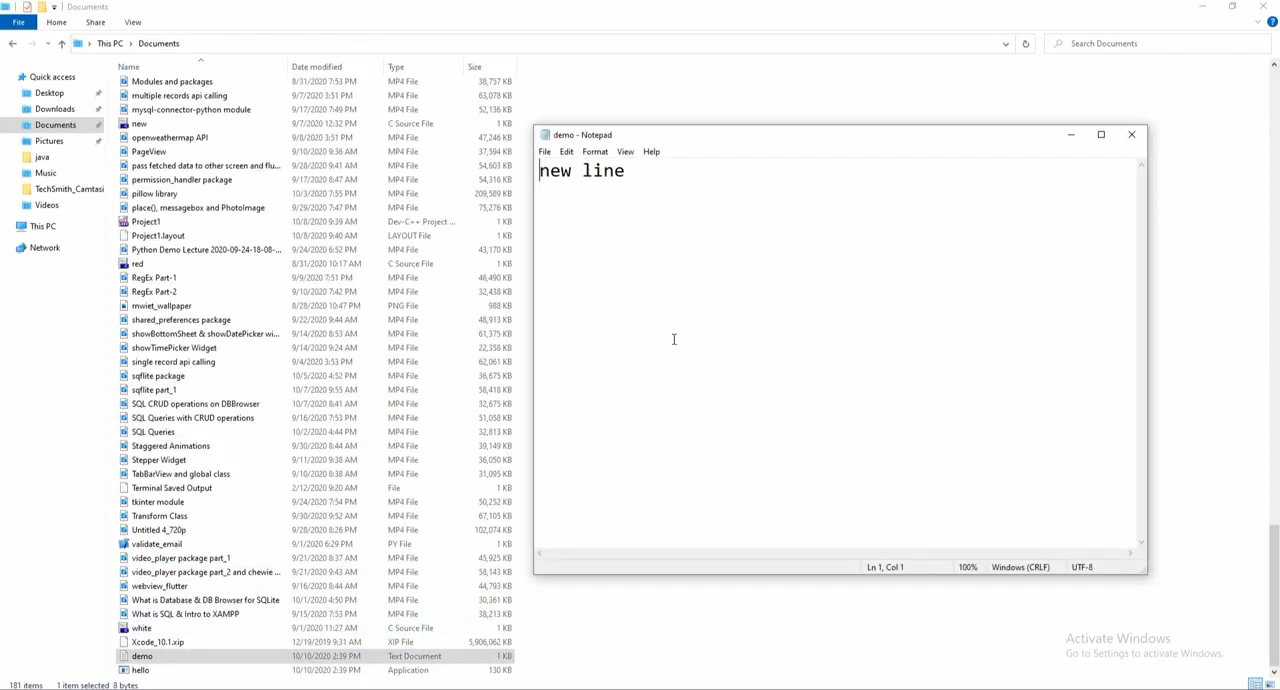 Documents
File Home Share View
This PC > Documents
Search Documents
Name Date modified Type Size
Quick access
Desktop
Downloads
Documents
Pictures
java
Music
TechSmith_Camtasi
Videos
This PC
Network
Modules and packages 8/31/2020 7:53 PM MP4 File 38,757 KB
multiple records api calling 9/7/2020 3:51 PM MP4 File 63,078 KB
mysql-connector-python module 9/17/2020 7:49 PM MP4 File 52,136 KB
new 9/7/2020 12:32 PM C Source File 1 KB
openweathermap API 9/8/2020 3:51 PM MP4 File 47,246 KB
PageView 9/10/2020 9:36 AM MP4 File 37,594 KB
pass fetched data to other screen and flu... 9/28/2020 9:41 AM MP4 File 54,603 KB
permission_handler package 9/17/2020 8:47 AM MP4 File 54,316 KB
pillow library 10/3/2020 7:55 PM MP4 File 209,589 KB
place(), messagebox and PhotoImage 9/29/2020 7:47 PM MP4 File 75,276 KB
Project1 10/8/2020 9:39 AM Dev-C++ Project ... 1 KB
Project1.layout 10/8/2020 9:40 AM LAYOUT File 1 KB
Python Demo Lecture 2020-09-24-18-08-... 9/24/2020 6:52 PM MP4 File 43,170 KB
red 8/31/2020 10:17 AM C Source File 1 KB
RegEx Part-1 9/9/2020 7:51 PM MP4 File 46,490 KB
RegEx Part-2 9/10/2020 7:42 PM MP4 File 32,438 KB
rnwiet_wallpaper 8/28/2020 10:47 PM PNG File 988 KB
shared_preferences package 9/22/2020 9:44 AM MP4 File 48,913 KB
showBottomSheet & showDatePicker wi... 9/14/2020 8:53 AM MP4 File 61,375 KB
showTimePicker Widget 9/14/2020 9:24 AM MP4 File 22,358 KB
single record api calling 9/4/2020 3:53 PM MP4 File 62,061 KB
sqflite package 10/5/2020 4:52 PM MP4 File 36,675 KB
sqflite part_1 10/7/2020 9:55 AM MP4 File 58,418 KB
SQL CRUD operations on DBBrowser 10/7/2020 8:41 AM MP4 File 32,675 KB
SQL Queries with CRUD operations 9/16/2020 7:53 PM MP4 File 51,058 KB
SQL Queries 10/2/2020 4:44 PM MP4 File 32,813 KB
Staggered Animations 9/30/2020 8:44 AM MP4 File 39,149 KB
Stepper Widget 9/11/2020 9:38 AM MP4 File 36,050 KB
TabBarView and global class 9/10/2020 8:38 AM MP4 File 31,095 KB
Terminal Saved Output 2/12/2020 9:20 AM File 1 KB
tkinter module 9/24/2020 7:54 PM MP4 File 50,252 KB
Transform Class 9/30/2020 9:52 AM MP4 File 67,105 KB
Untitled 4_720p 9/28/2020 8:26 PM MP4 File 102,074 KB
validate_email 9/1/2020 6:29 PM PY File 1 KB
video_player package part_1 9/21/2020 8:37 AM MP4 File 45,925 KB
video_player package part_2 and chewie ... 9/21/2020 9:43 AM MP4 File 58,143 KB
webview_flutter 9/16/2020 8:44 AM MP4 File 44,793 KB
What is Database & DB Browser for SQLite 10/1/2020 4:50 PM MP4 File 30,361 KB
What is SQL & Intro to XAMPP 9/15/2020 7:53 PM MP4 File 38,213 KB
white 9/1/2020 11:27 AM C Source File 1 KB
Xcode_10.1.xip 12/19/2019 9:31 AM XIP File 5,906,062 KB
demo 10/10/2020 2:39 PM Text Document 1 KB
hello 10/10/2020 2:39 PM Application 130 KB
demo - Notepad
File Edit Format View Help
new line
Ln 1, Col 1 100% Windows (CRLF) UTF-8
Activate Windows
Go to Settings to activate Windows.
181 items 1 item selected 8 bytes